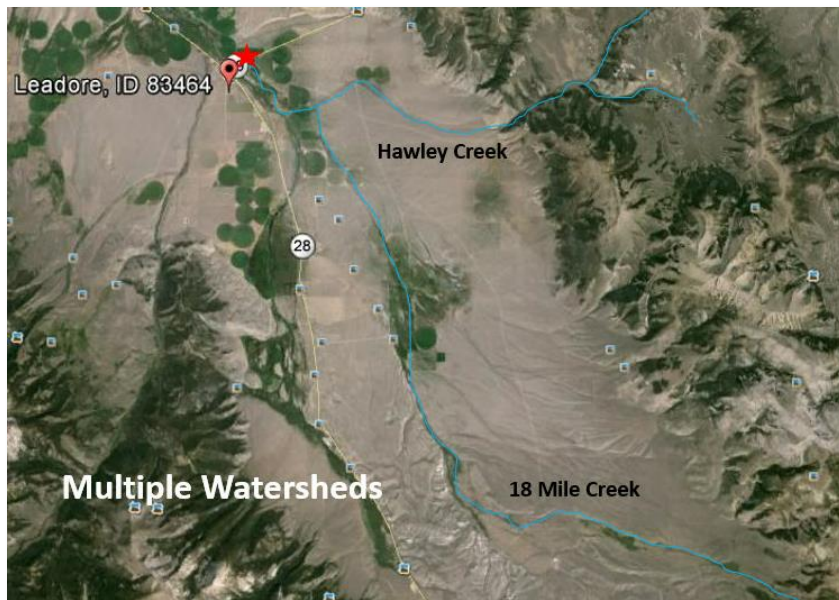 Leadore, ID 83464
Hawley Creek
28
Multiple Watersheds
18 Mile Creek